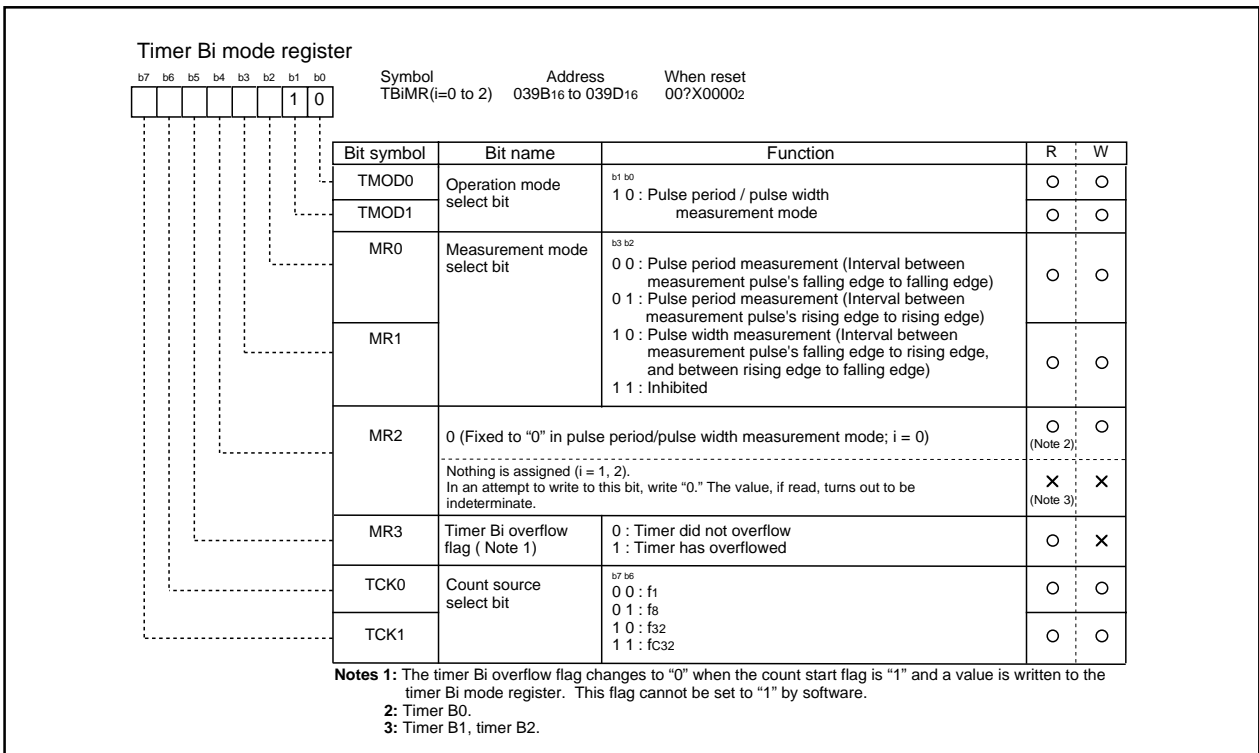 Timer Bi mode register
b7 b6 b5 b4 b3 b2 b1 b0
1 0
Symbol Address When reset
TBiMR(i=0 to 2) 039B16 to 039D16 00?X00002
Bit symbol Bit name Function R W
TMOD0 Operation mode select bit
b1 b0
1 0 : Pulse period / pulse width
measurement mode
TMOD1
MR0 Measurement mode select bit
b3 b2
0 0 : Pulse period measurement (Interval between
measurement pulse's falling edge to falling edge)
0 1 : Pulse period measurement (Interval between
measurement pulse's rising edge to rising edge)
MR1
1 0 : Pulse width measurement (Interval between
measurement pulse's falling edge to rising edge,
and between rising edge to falling edge)
1 1 : Inhibited
MR2 0 (Fixed to “0” in pulse period/pulse width measurement mode; i = 0)
(Note 2)
Nothing is assigned (i = 1, 2).
In an attempt to write to this bit, write “0.” The value, if read, turns out to be
indeterminate.
(Note 3)
MR3 Timer Bi overflow flag ( Note 1)
0 : Timer did not overflow
1 : Timer has overflowed
TCK0 Count source select bit
b7 b6
0 0 : f1
0 1 : f8
TCK1
1 0 : f32
1 1 : fC32
Notes 1: The timer Bi overflow flag changes to “0” when the count start flag is “1” and a value is written to the
timer Bi mode register. This flag cannot be set to “1” by software.
2: Timer B0.
3: Timer B1, timer B2.